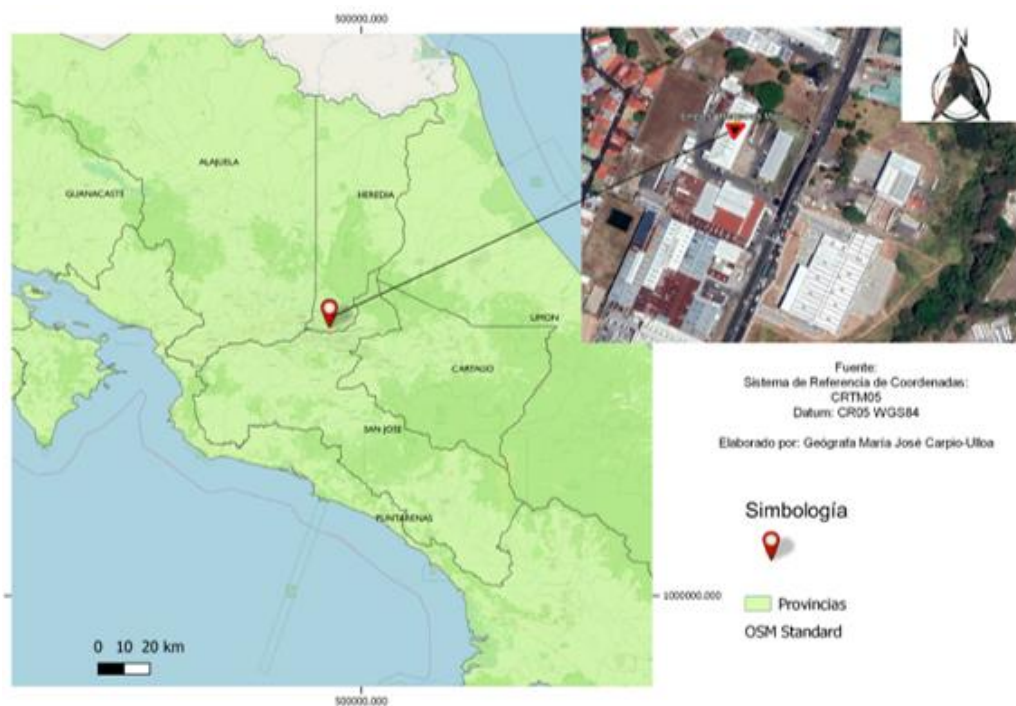 500000.000
N
ALAJUELA
GUANACASTE
HEREDIA
LIMON
CARTAGO
SAN JOSE
PUNTARENAS
Fuente:
Sistema de Referencia de Coordenadas:
CRTM05
Datum: CR05 WGS84
Elaborado por: Geógrafa María José Carpio-Ulloa
Simbología
Provincias
OSM Standard
1000000.000
0 10 20 km
500000.000